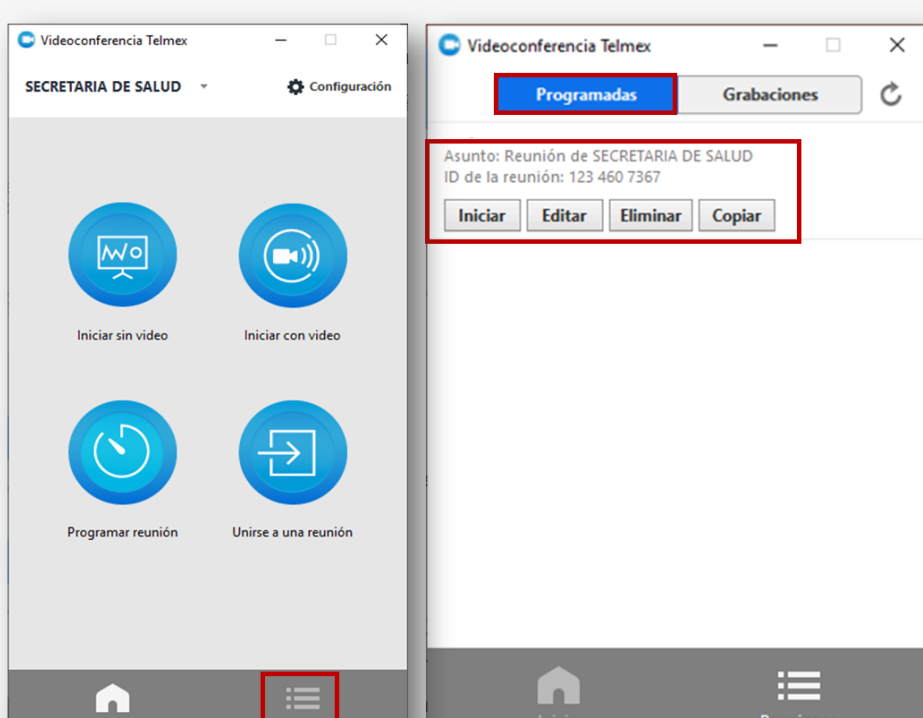 Videoconferencia Telmex
SECRETARIA DE SALUD
Configuración
Iniciar sin video
Iniciar con video
Programar reunión
Unirse a una reunión
Videoconferencia Telmex
Programadas
Grabaciones
Asunto: Reunión de SECRETARIA DE SALUD
ID de la reunión: 123 460 7367
Iniciar
Editar
Eliminar
Copiar